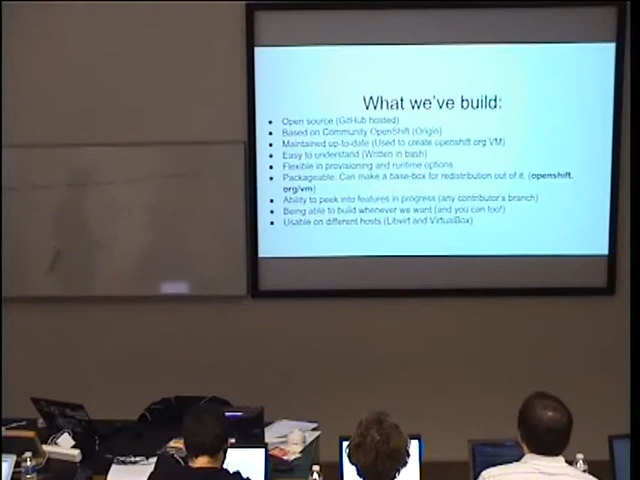 What we've build:
● Open source (GitHub hosted)
● Based on Community OpenShift (Origin)
● Maintained up-to-date (Used to create openshift.org VM)
● Easy to understand (Written in bash)
● Flexible in provisioning and runtime options
● Packageable. Can make a base-box for redistribution out of it. (openshift.
org/vm)
● Ability to peek into features in progress (any contributor's branch)
● Being able to build whenever we want (and you can too!)
● Usable on different hosts (Libvirt and VirtualBox)